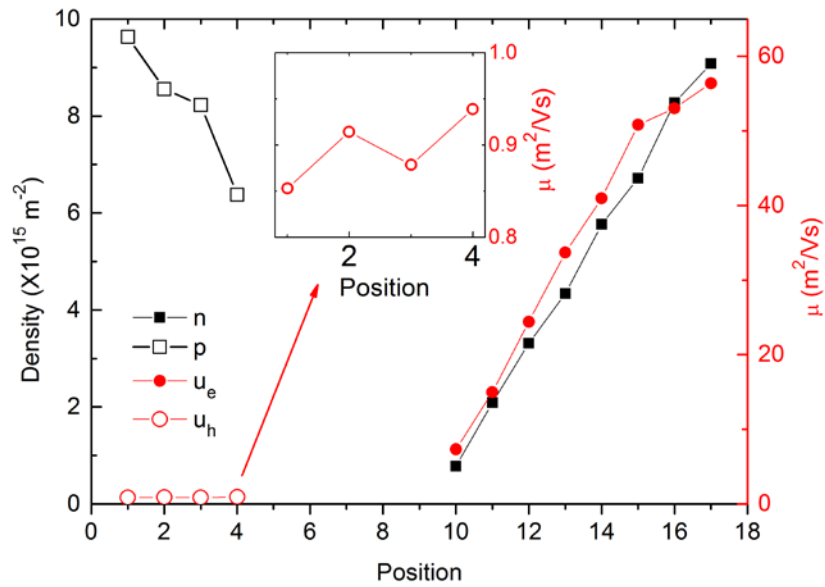 10
8
6
4
2
0
Density (X10^15 m^-2)
1.0
0.9
0.8
μ (m^2/Vs)
2
4
Position
n
p
u_e
u_h
60
40
20
0
μ (m^2/Vs)
0 2 4 6 8 10 12 14 16 18
Position